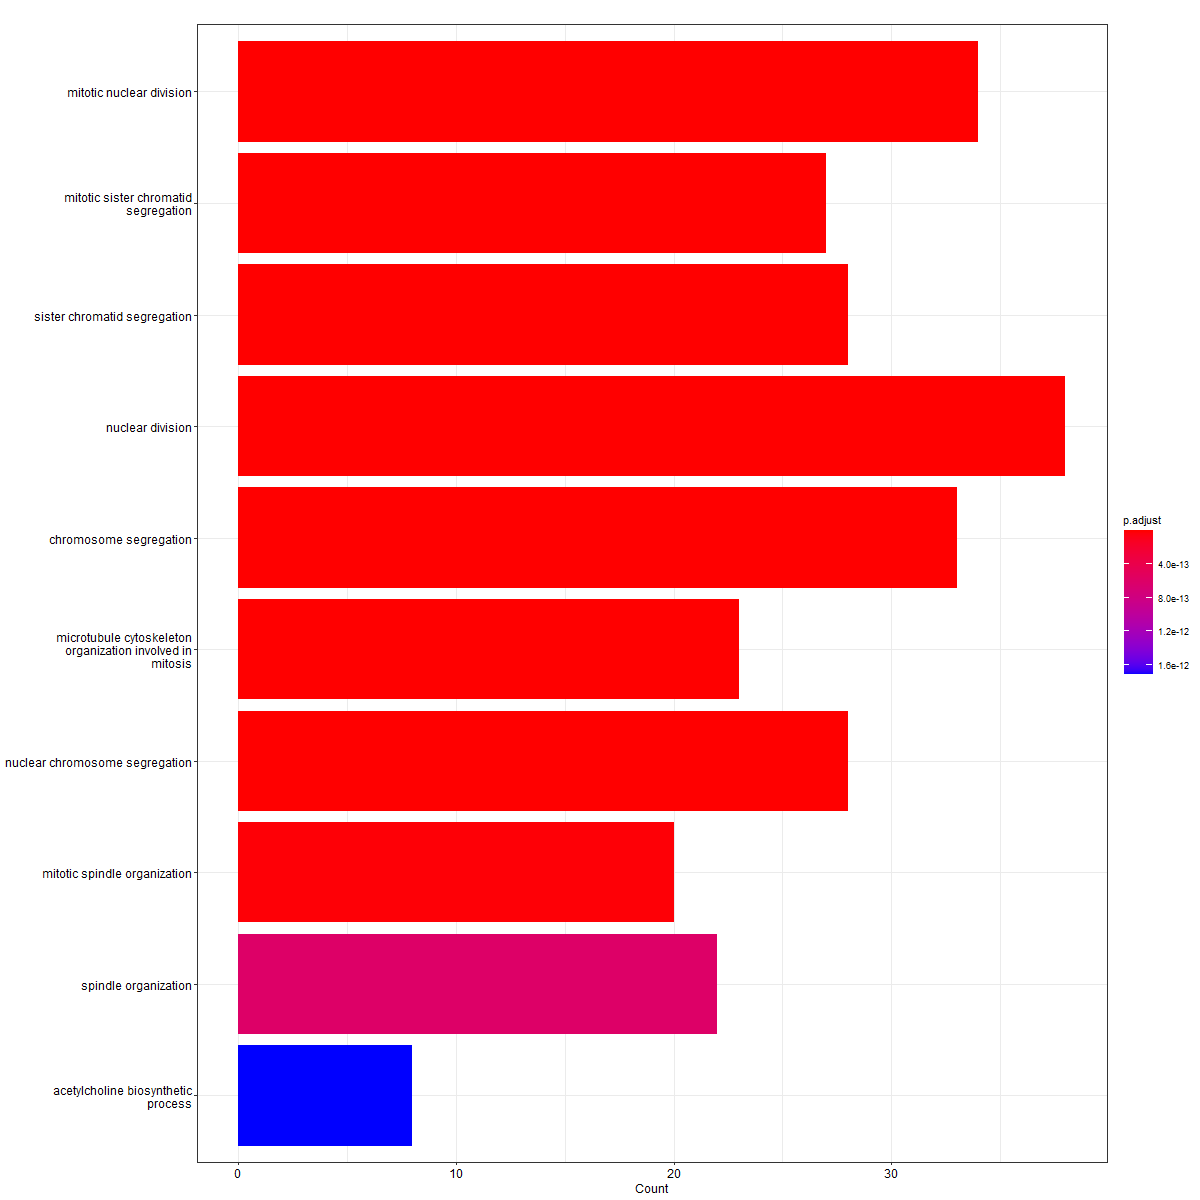 mitotic nuclear division
mitotic sister chromatid
segregation
sister chromatid segregation
nuclear division
chromosome segregation
microtubule cytoskeleton
organization involved in
mitosis
nuclear chromosome segregation
mitotic spindle organization
spindle organization
acetylcholine biosynthetic
process
0
10
20
30
Count
p.adjust
4.0e-13
8.0e-13
1.2e-12
1.6e-12